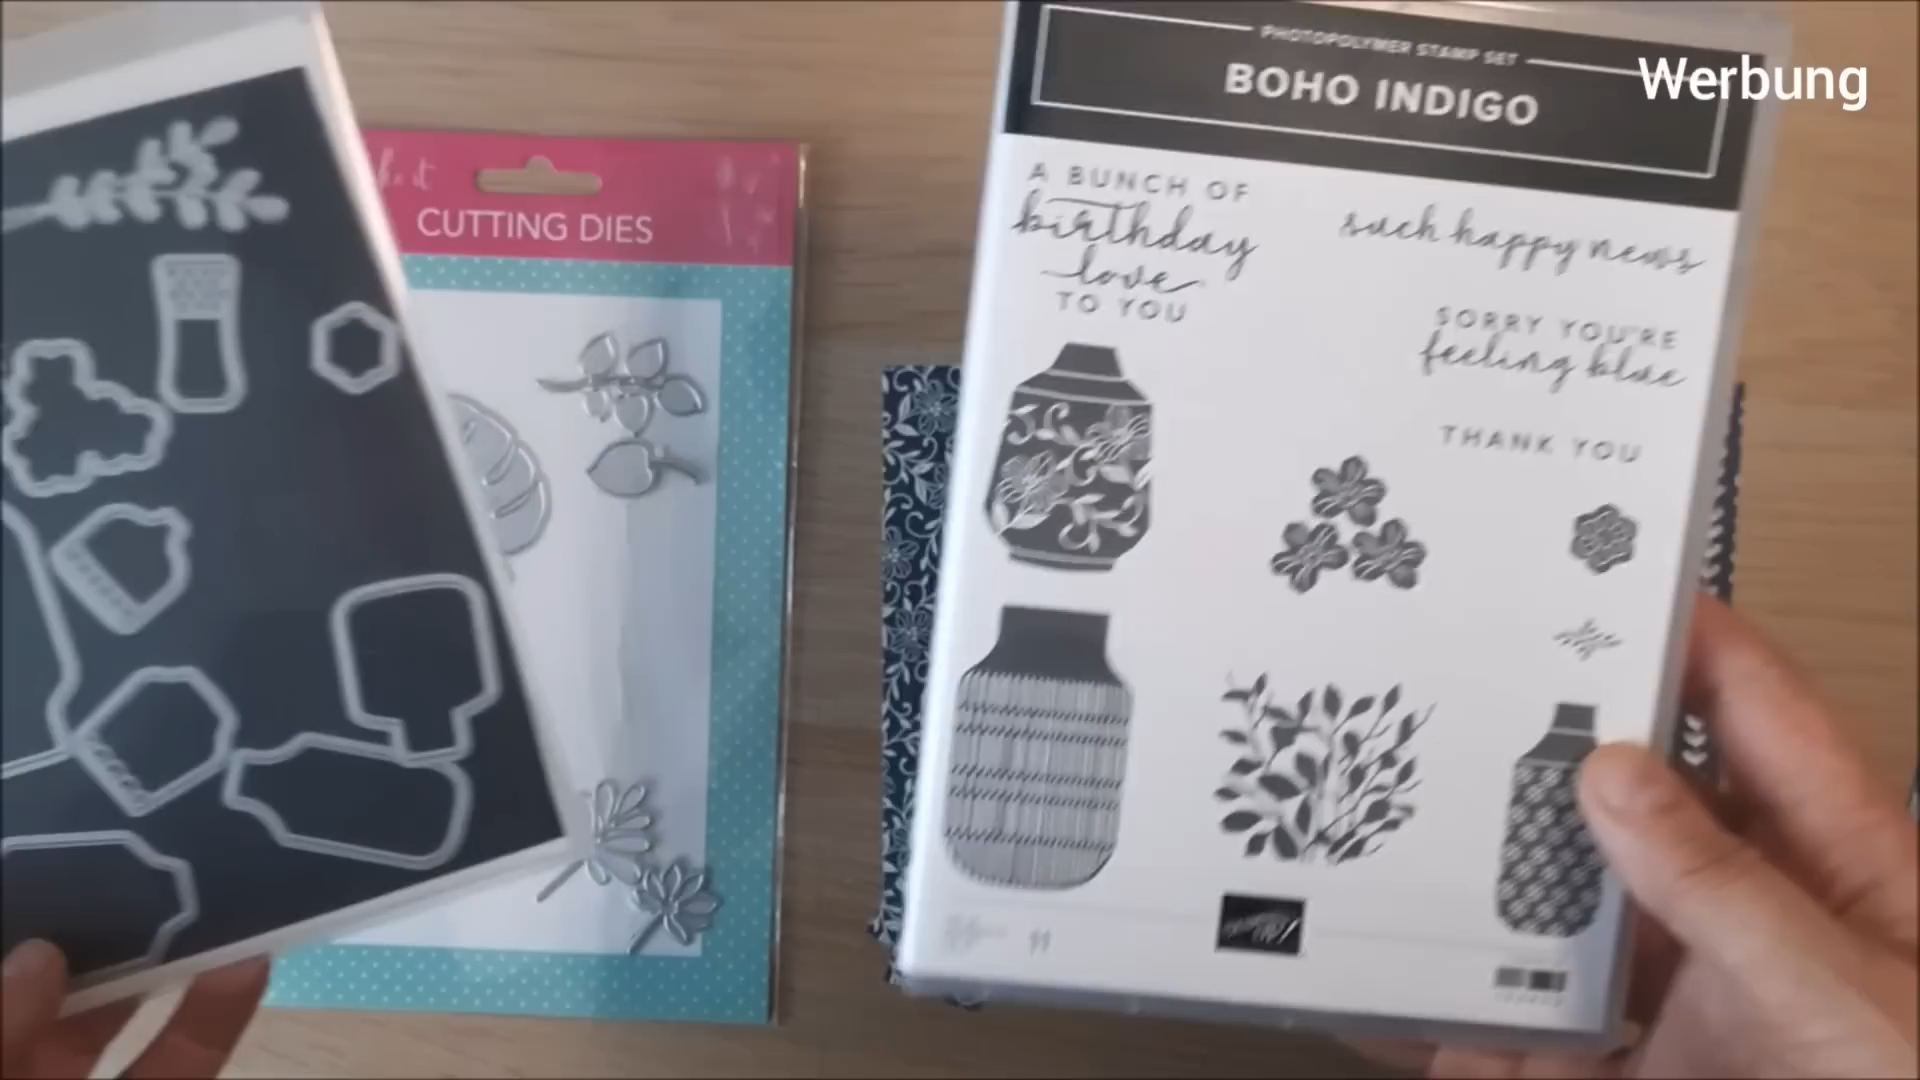 Werbung
PHOTOPOLYMER STAMP SET
BOHO INDIGO
A BUNCH OF
birthday
love
TO YOU
such happy news
SORRY YOU'RE
feeling blue
THANK YOU
CUTTING DIES